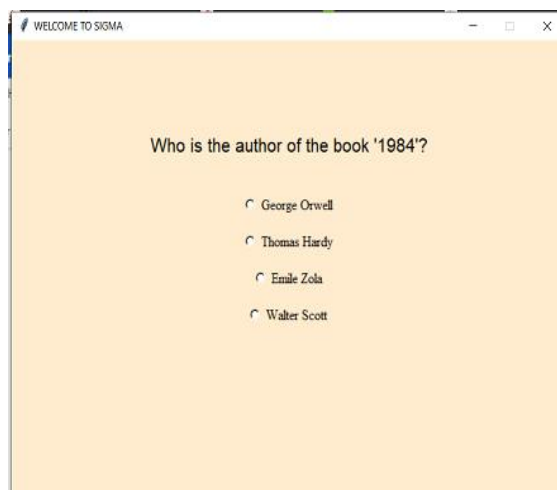 WELCOME TO SIGMA
Who is the author of the book '1984'?
George Orwell
Thomas Hardy
Emile Zola
Walter Scott